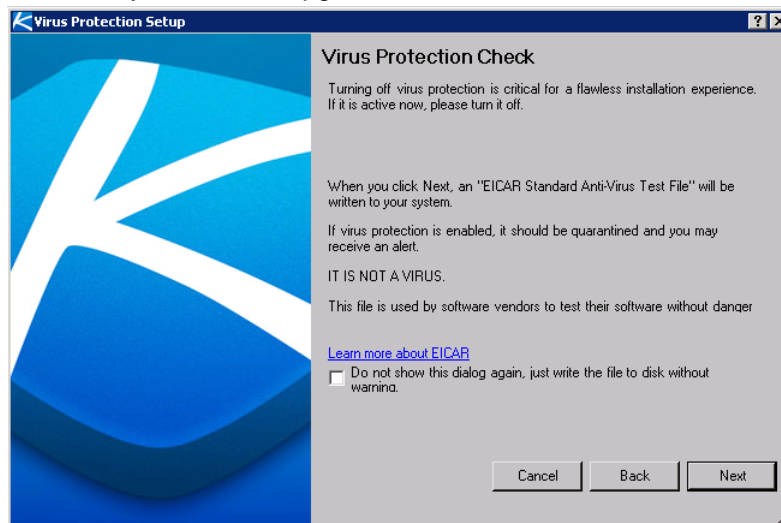 Virus Protection Setup
Virus Protection Check
Turning off virus protection is critical for a flawless installation experience.
If it is active now, please turn it off.
When you click Next, an "EICAR Standard Anti-Virus Test File" will be
written to your system.
If virus protection is enabled, it should be quarantined and you may
receive an alert.
IT IS NOT A VIRUS.
This file is used by software vendors to test their software without danger
Learn more about EICAR
Do not show this dialog again, just write the file to disk without
warning.
Cancel Back Next